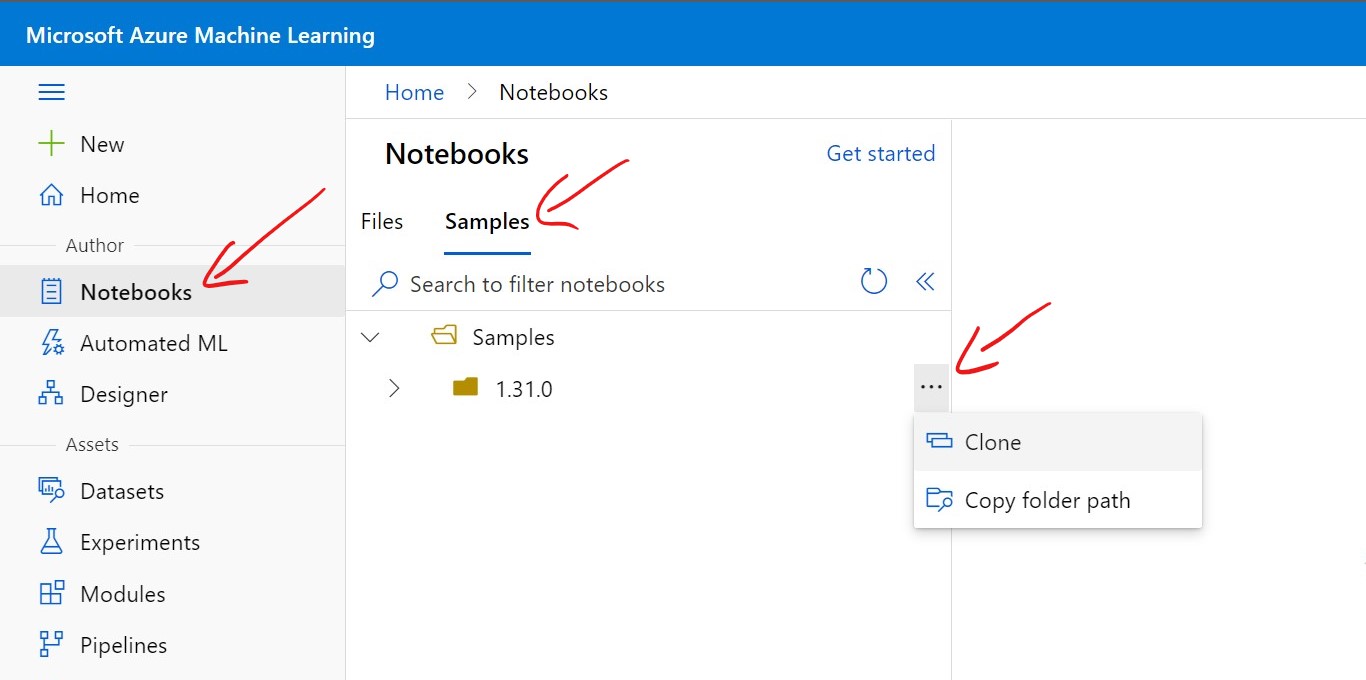 Microsoft Azure Machine Learning
New
Home
Author
Notebooks
Automated ML
Designer
Assets
Datasets
Experiments
Modules
Pipelines
Home > Notebooks
Notebooks
Get started
Files
Samples
Search to filter notebooks
Samples
1.31.0
...
Clone
Copy folder path